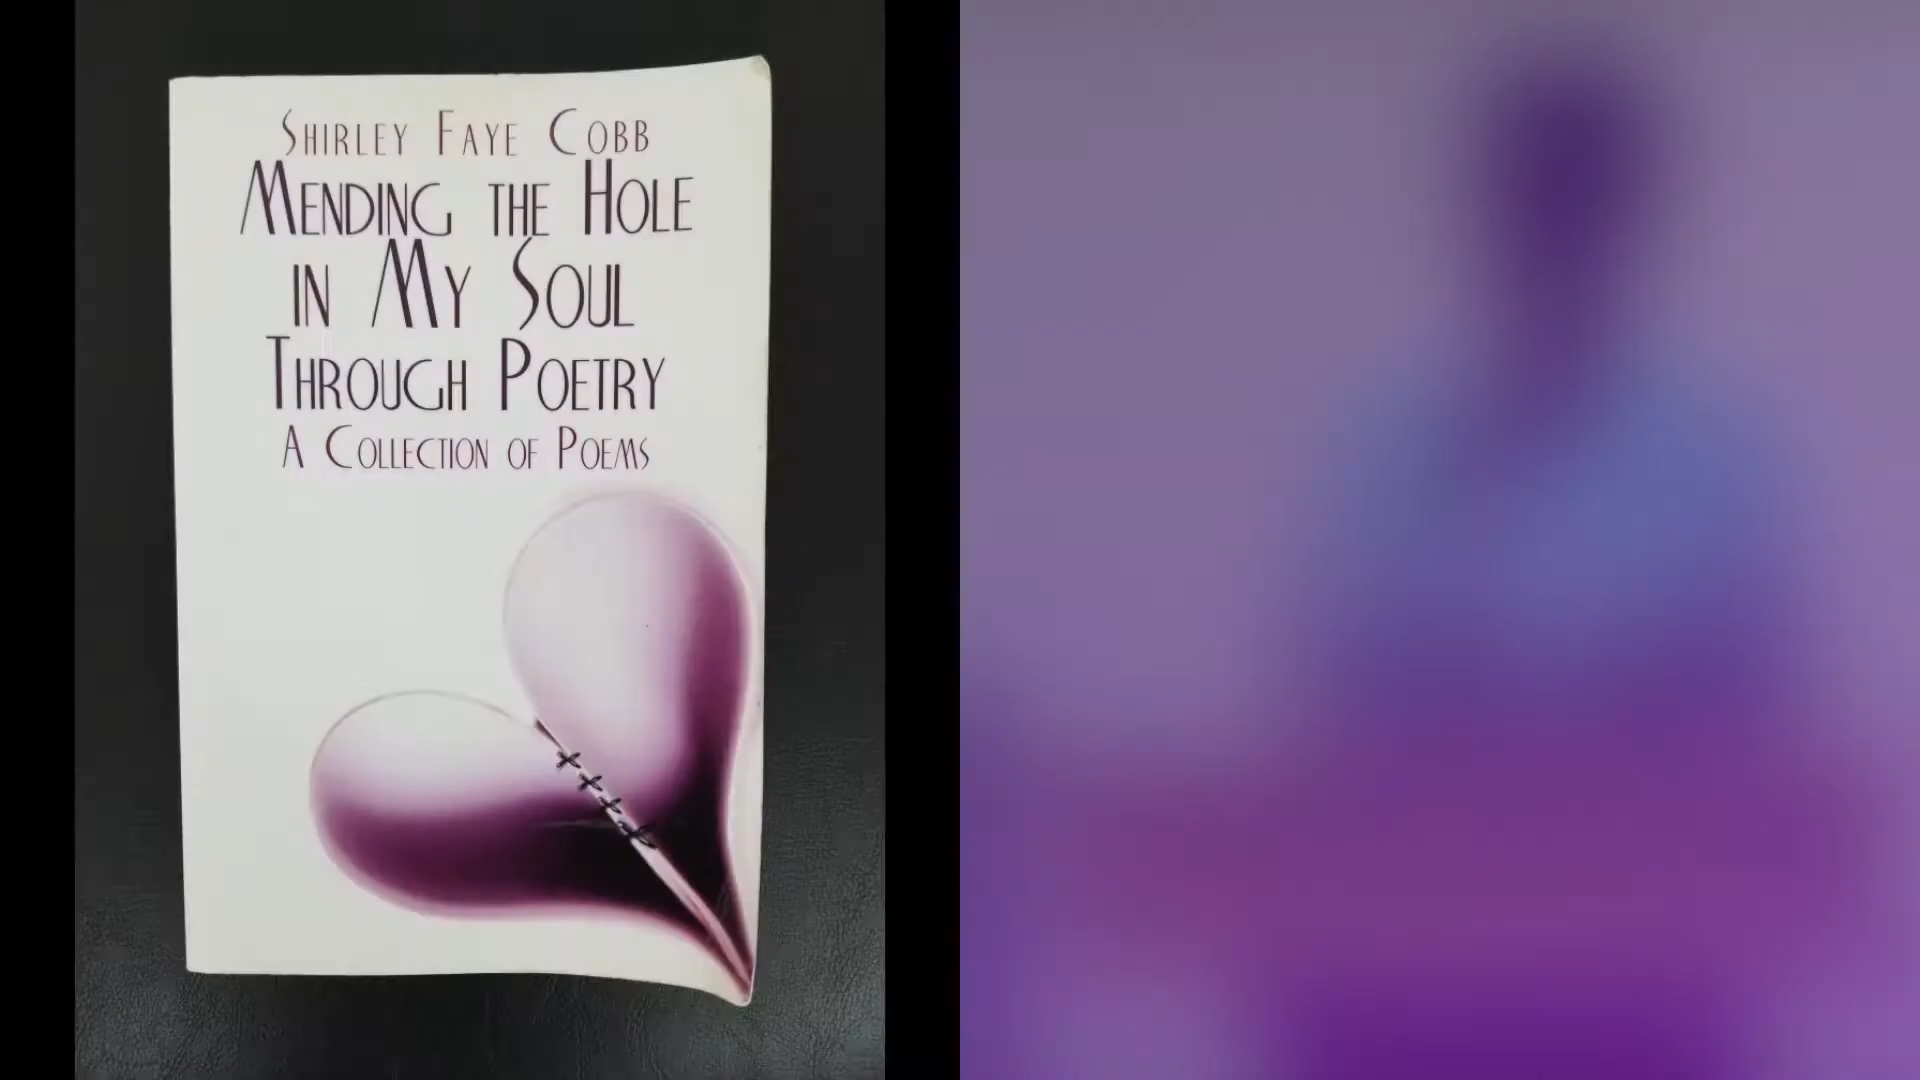 Shirley Faye Cobb
Mending the Hole
in My Soul
Through Poetry
A Collection of Poems